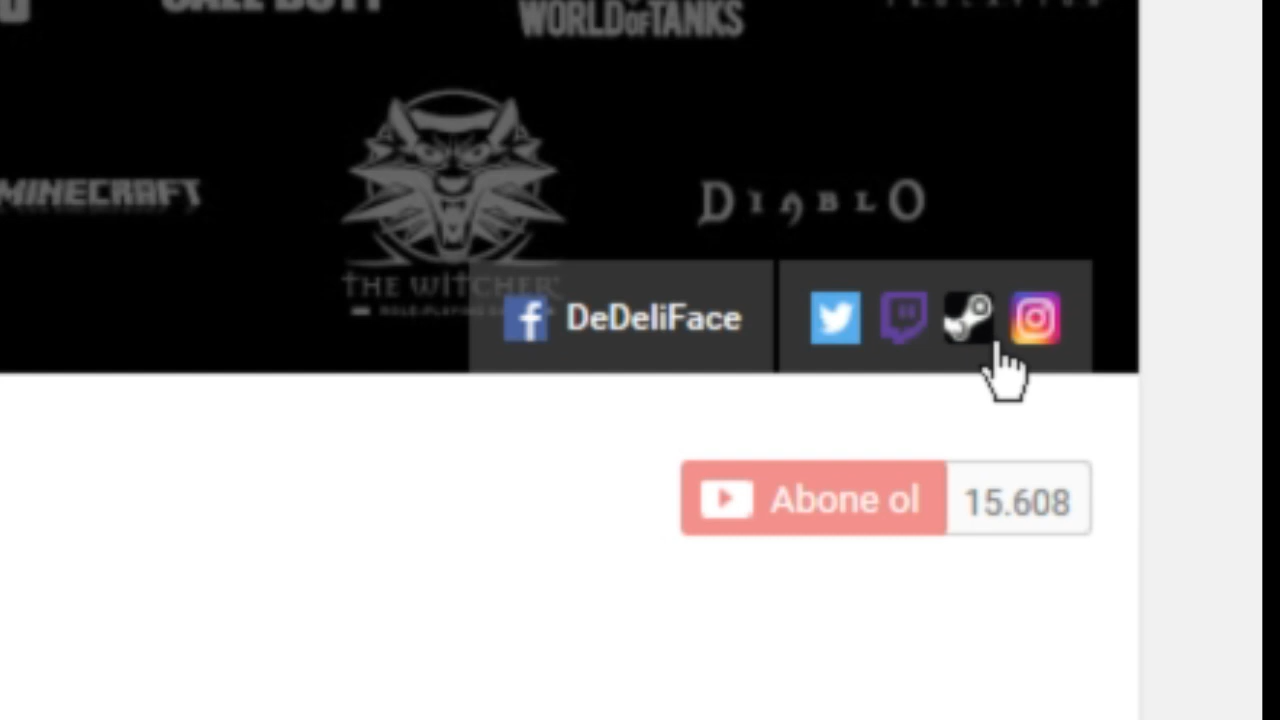 WORLD OF TANKS
MINECRAFT
DIABLO
THE WITCHER
DeDeliFace
Abone ol
15.608